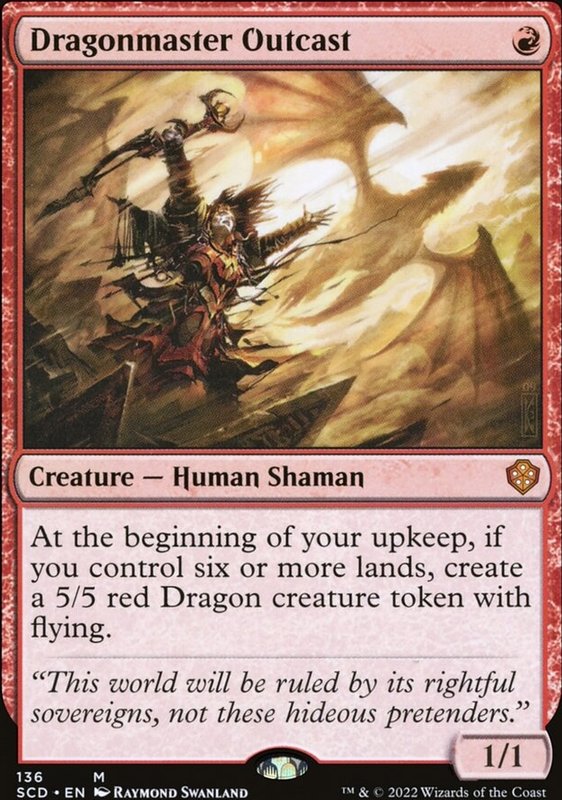 Dragonmaster Outcast
Creature — Human Shaman
At the beginning of your upkeep, if
you control six or more lands, create
a 5/5 red Dragon creature token with
flying.
“This world will be ruled by its rightful
sovereigns, not these hideous pretenders.”
1/1
136 M
SCD • EN Raymond Swanland
™ & © 2022 Wizards of the Coast